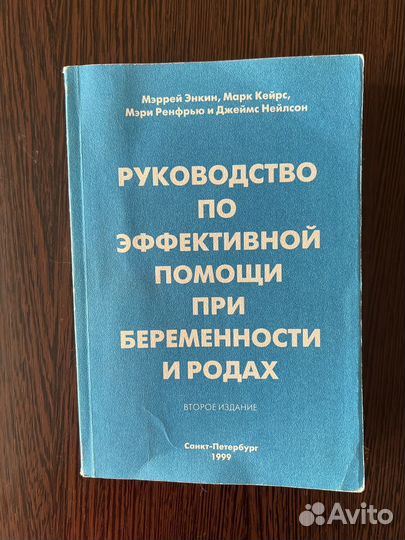 Мэррей Энкин, Марк Кейрс,
Мэри Ренфрью и Джеймс Нейлсон
РУКОВОДСТВО
ПО
ЭФФЕКТИВНОЙ
ПОМОЩИ
ПРИ
БЕРЕМЕННОСТИ
И РОДАХ
ВТОРОЕ ИЗДАНИЕ
Санкт-Петербург
1999
Avito